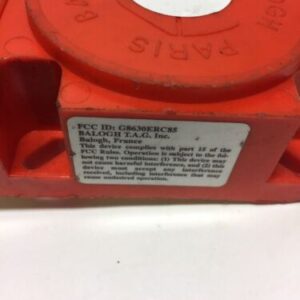 PARIS
FCC ID: G8630ERC85
BALOGH T.A.G. Inc.
Balogh, France
This device complies with part 15 of the
FCC Rules. Operation is subject to the fol-
lowing two conditions: (1) This device may
not cause harmful interference, and (2) this
device must accept any interference
received, including interference that may
cause undesired operation.